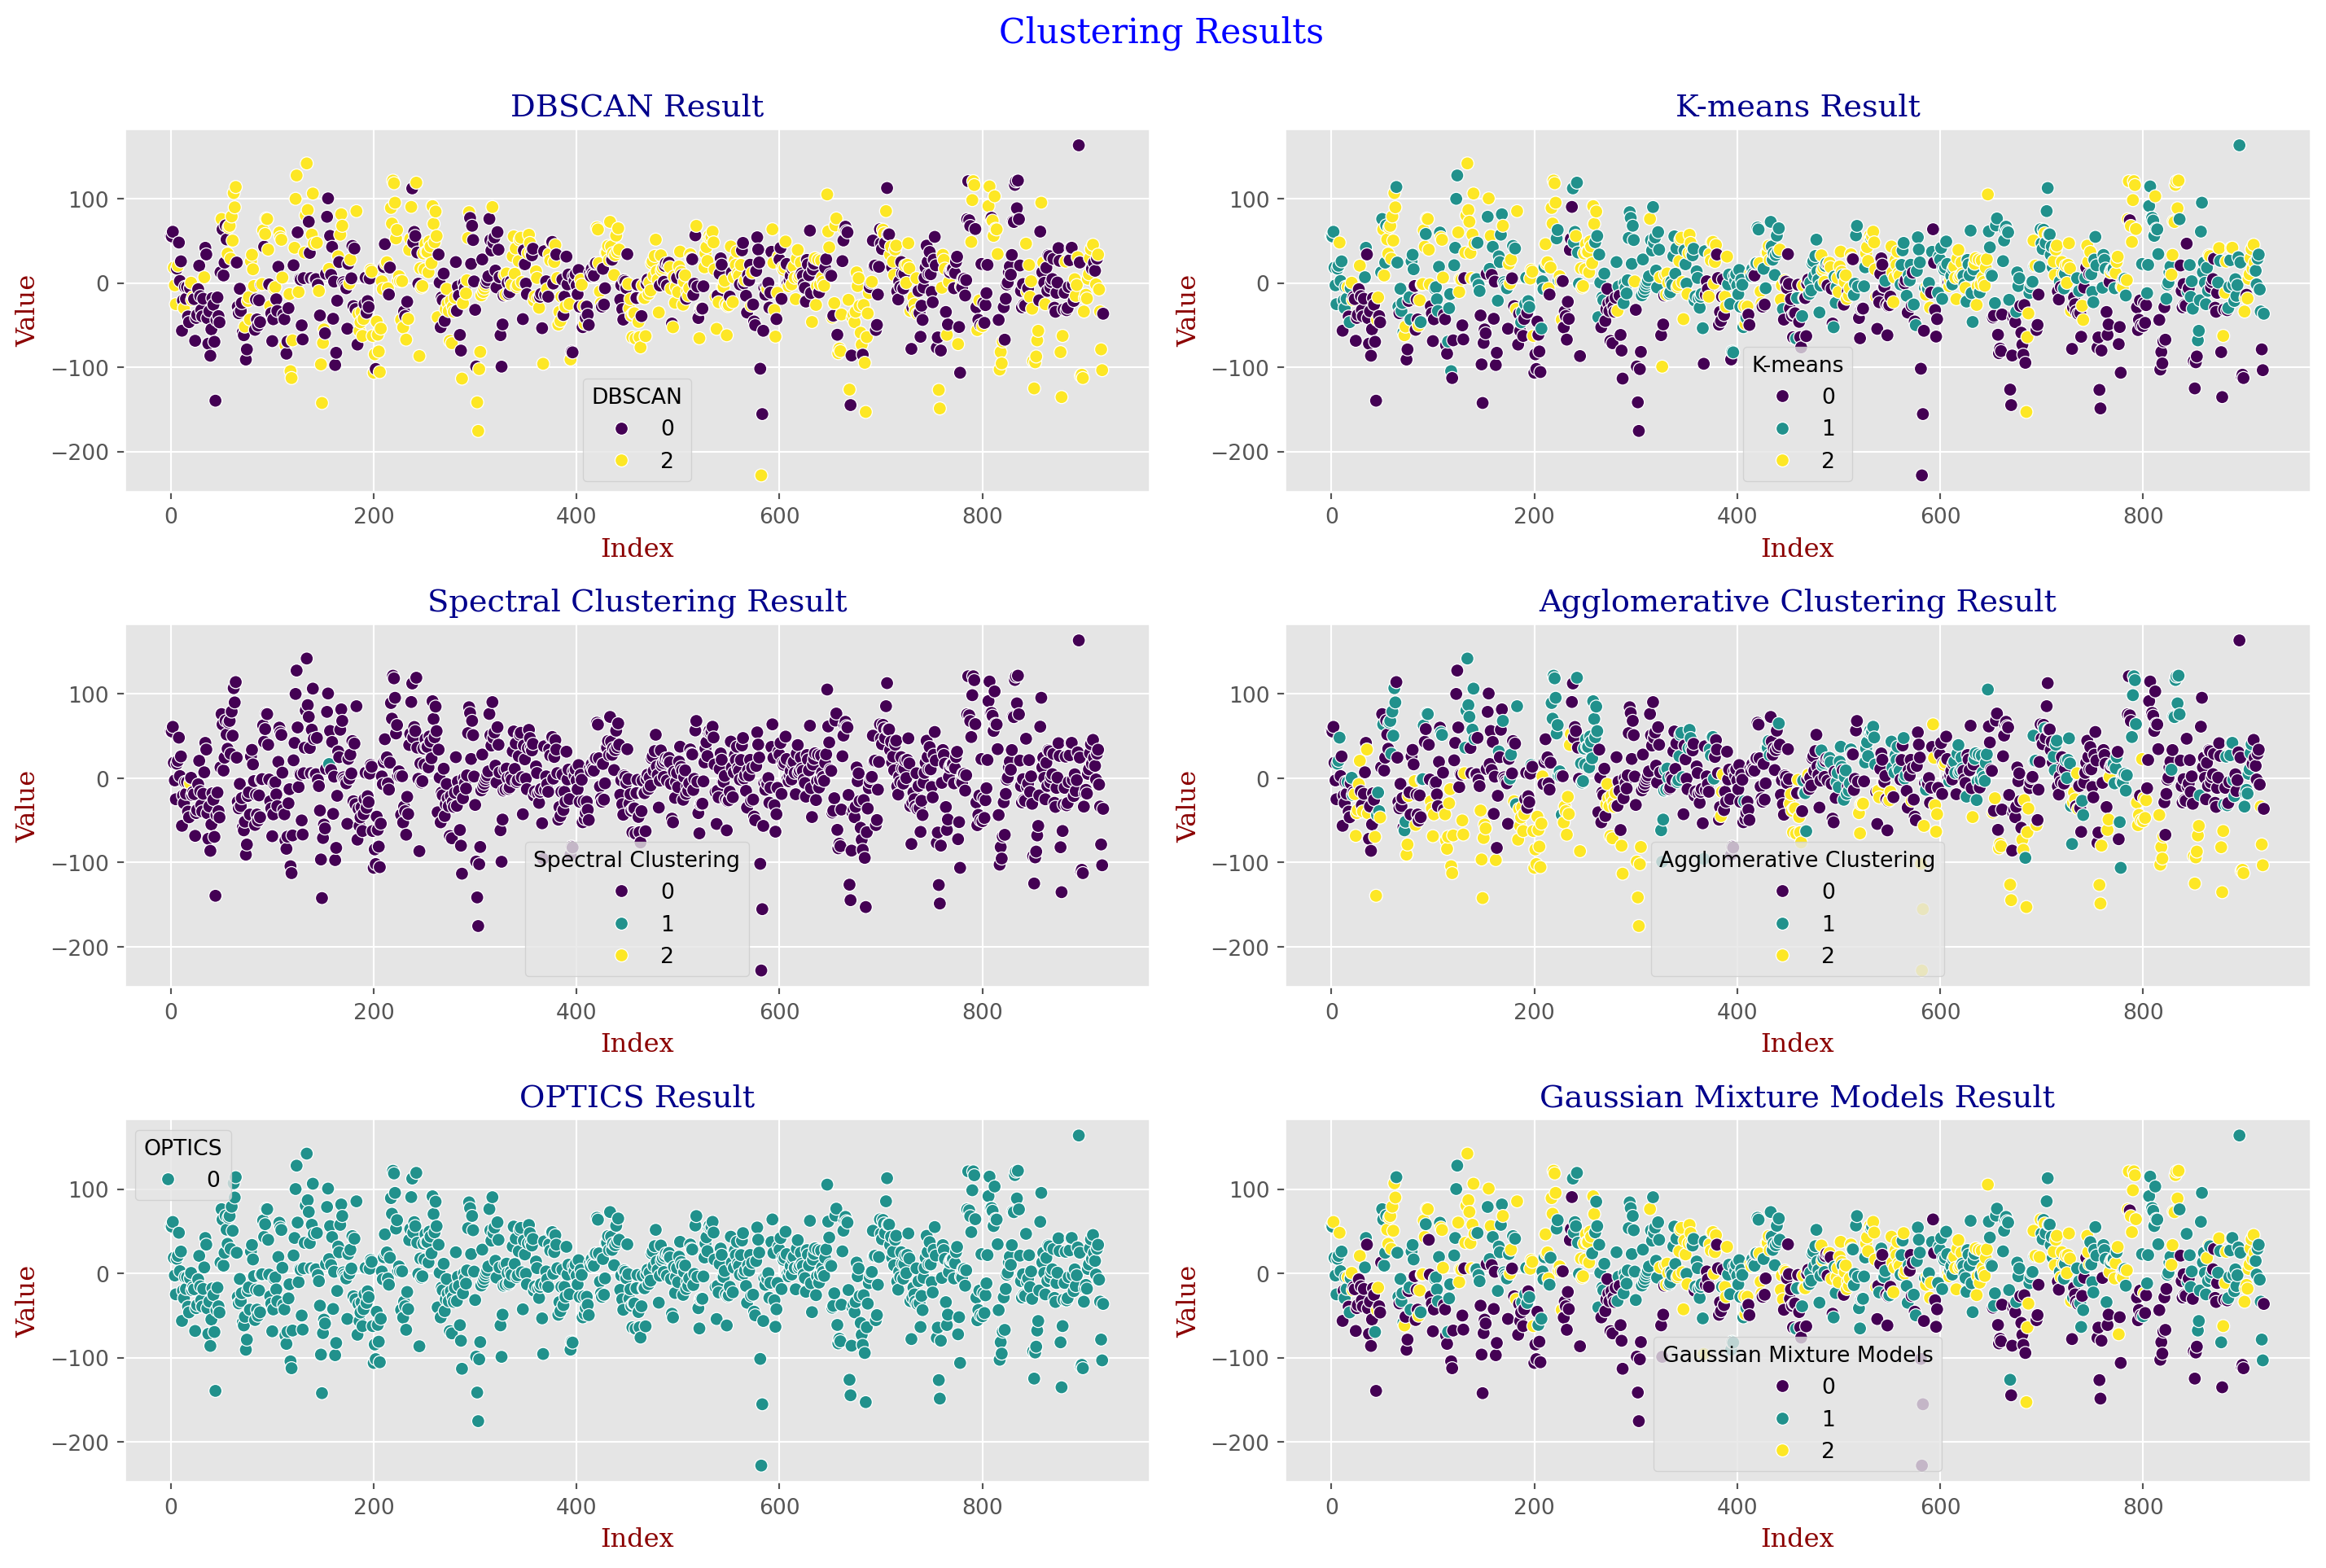 Clustering Results
DBSCAN Result
Value
100
0
−100
−200
DBSCAN
0
2
0 200 400 600 800
Index
K-means Result
Value
100
0
−100
−200
K-means
0
1
2
0 200 400 600 800
Index
Spectral Clustering Result
Value
100
0
−100
−200
Spectral Clustering
0
1
2
0 200 400 600 800
Index
Agglomerative Clustering Result
Value
100
0
−100
−200
Agglomerative Clustering
0
1
2
0 200 400 600 800
Index
OPTICS Result
OPTICS
0
Value
100
0
−100
−200
0 200 400 600 800
Index
Gaussian Mixture Models Result
Value
100
0
−100
−200
Gaussian Mixture Models
0
1
2
0 200 400 600 800
Index